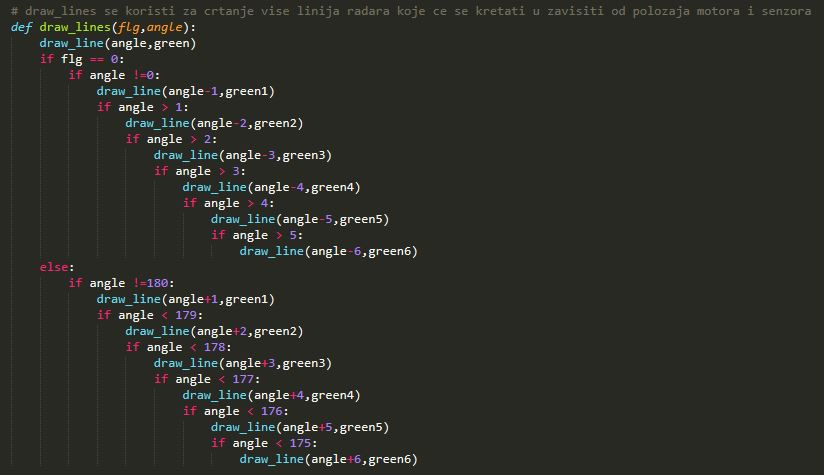 # draw_lines se koristi za crtanje vise linija radara koje ce se kretati u zavisiti od polozaja motora i senzora
def draw_lines(flg,angle):
    draw_line(angle,green)
    if flg == 0:
        if angle !=0:
            draw_line(angle-1,green1)
            if angle > 1:
                draw_line(angle-2,green2)
                if angle > 2:
                    draw_line(angle-3,green3)
                    if angle > 3:
                        draw_line(angle-4,green4)
                        if angle > 4:
                            draw_line(angle-5,green5)
                            if angle > 5:
                                draw_line(angle-6,green6)
    else:
        if angle !=180:
            draw_line(angle+1,green1)
            if angle < 179:
                draw_line(angle+2,green2)
                if angle < 178:
                    draw_line(angle+3,green3)
                    if angle < 177:
                        draw_line(angle+4,green4)
                        if angle < 176:
                            draw_line(angle+5,green5)
                            if angle < 175:
                                draw_line(angle+6,green6)